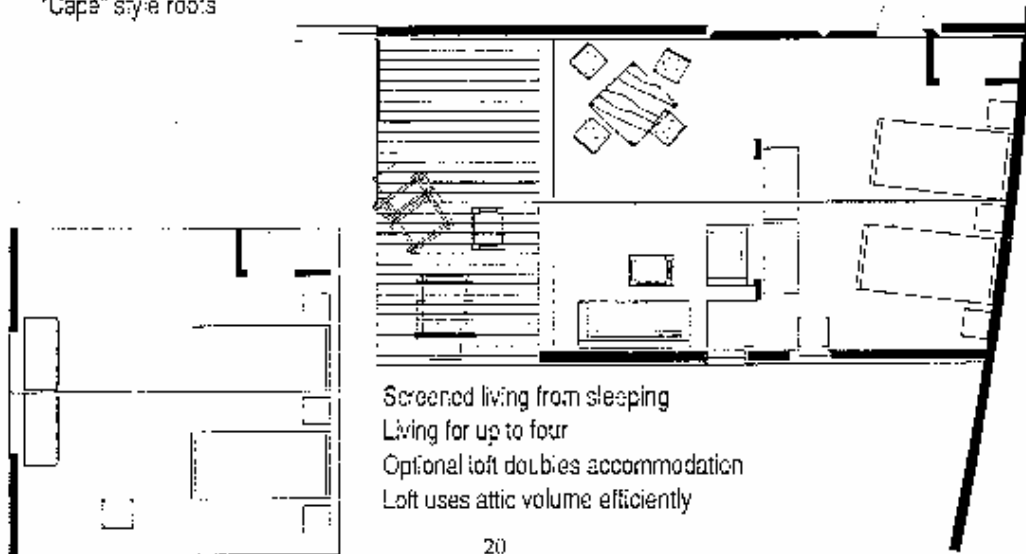 "Cape" style roofs
Screened living from sleeping
Living for up to four
Optional loft doubles accommodation
Loft uses attic volume efficiently
20